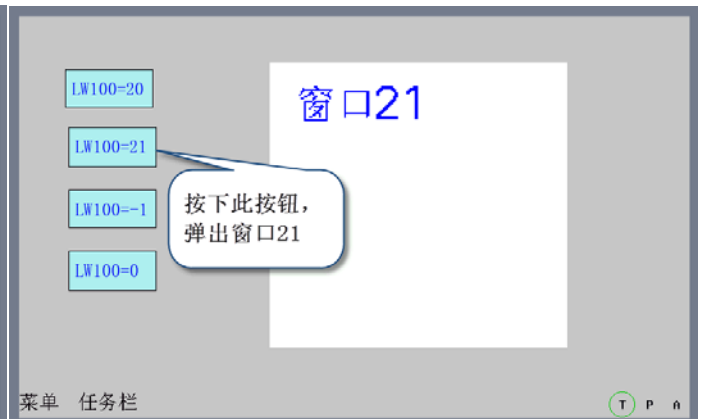 LW100=20
窗口21
LW100=21
按下此按钮，
弹出窗口21
LW100=-1
LW100=0
菜单 任务栏
T P A